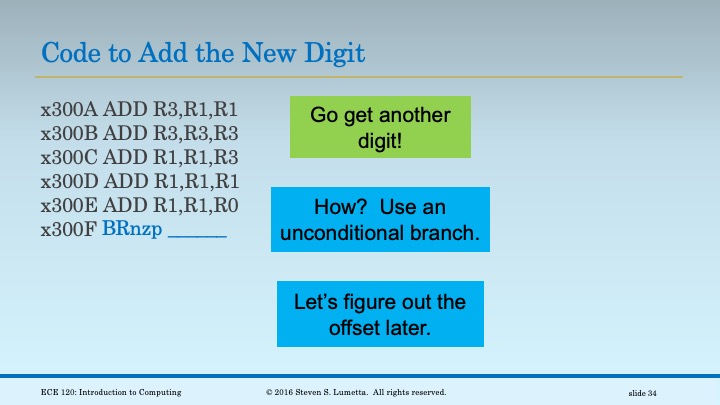 Code to Add the New Digit
x300A ADD R3,R1,R1
x300B ADD R3,R3,R3
x300C ADD R1,R1,R3
x300D ADD R1,R1,R1
x300E ADD R1,R1,R0
x300F BRnzp ______
Go get another
digit!
How?  Use an
unconditional branch.
Let’s figure out the
offset later.
ECE 120: Introduction to Computing
© 2016 Steven S. Lumetta.  All rights reserved.
slide 34